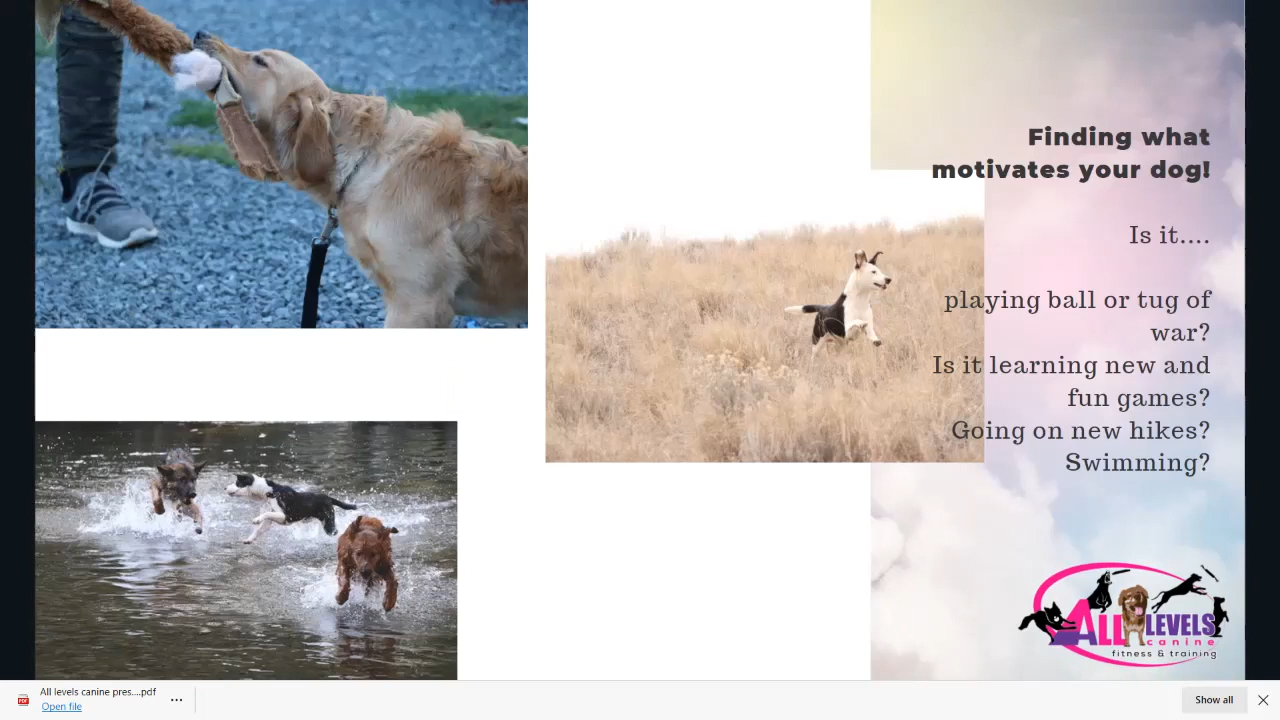 Finding what
motivates your dog!
Is it....
playing ball or tug of
war?
Is it learning new and
fun games?
Going on new hikes?
Swimming?
ALL LEVELS
canine
fitness & training
PDF
All levels canine pres....pdf
Open file
Show all